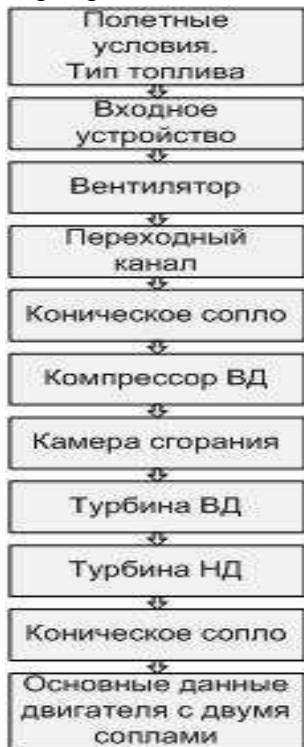 Полетные
условия.
Тип топлива
Входное
устройство
Вентилятор
Переходный
канал
Коническое сопло
Компрессор ВД
Камера сгорания
Турбина ВД
Турбина НД
Коническое сопло
Основные данные
двигателя с двумя
соплами